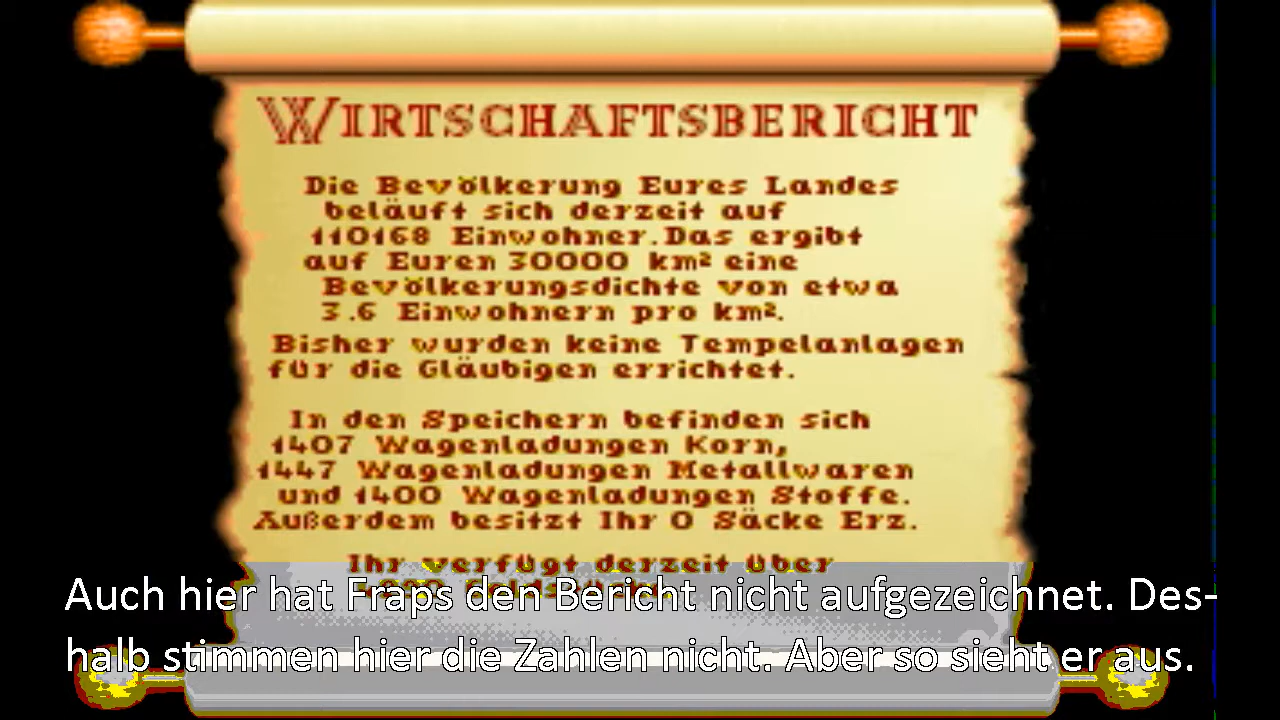 WIRTSCHAFTSBERICHT
Die Bevölkerung Eures Landes
beläuft sich derzeit auf
110168 Einwohner.Das ergibt
auf Euren 30000 km² eine
Bevölkerungsdichte von etwa
3.6 Einwohnern pro km².
Bisher wurden keine Tempelanlagen
für die Gläubigen errichtet.
In den Speichern befinden sich
1407 Wagenladungen Korn,
1447 Wagenladungen Metallwaren
und 1400 Wagenladungen Stoffe.
Außerdem besitzt Ihr 0 Säcke Erz.
Ihr verfügt derzeit über
Auch hier hat Fraps den Bericht nicht aufgezeichnet. Des-
halb stimmen hier die Zahlen nicht. Aber so sieht er aus.